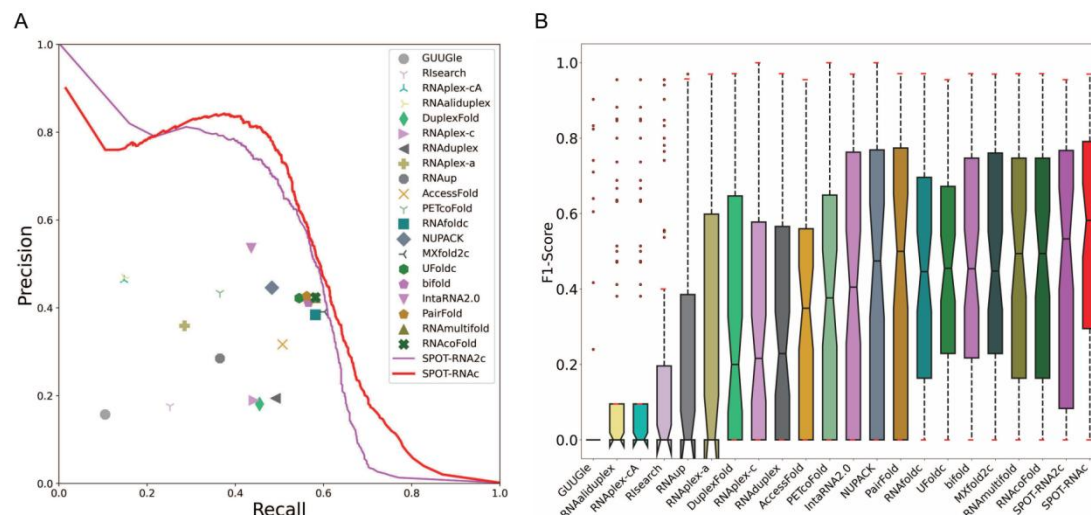 A
1.0
0.8
0.6
0.4
0.2
0.0
0.0
0.2
0.4
0.6
0.8
1.0
Precision
Recall
GUUGle
RIsearch
RNAplex-cA
RNAaliduplex
DuplexFold
RNAplex-c
RNAduplex
RNAplex-a
RNAup
AccessFold
PETcoFold
RNAfoldc
NUPACK
MXfold2c
UFoldc
bifold
IntaRNA2.0
PairFold
RNAmultifold
RNAcoFold
SPOT-RNA2c
SPOT-RNAc
B
1.0
0.8
0.6
0.4
0.2
0.0
F1-Score
GUUGle
RNAaliduplex
RNAplex-cA
RIsearch
RNAup
RNAplex-a
DuplexFold
RNAplex-c
RNAduplex
AccessFold
PETcoFold
IntaRNA2.0
NUPACK
PairFold
RNAfoldc
UFoldc
bifold
MXfold2c
RNAmultifold
RNAcoFold
SPOT-RNA2c
SPOT-RNAc